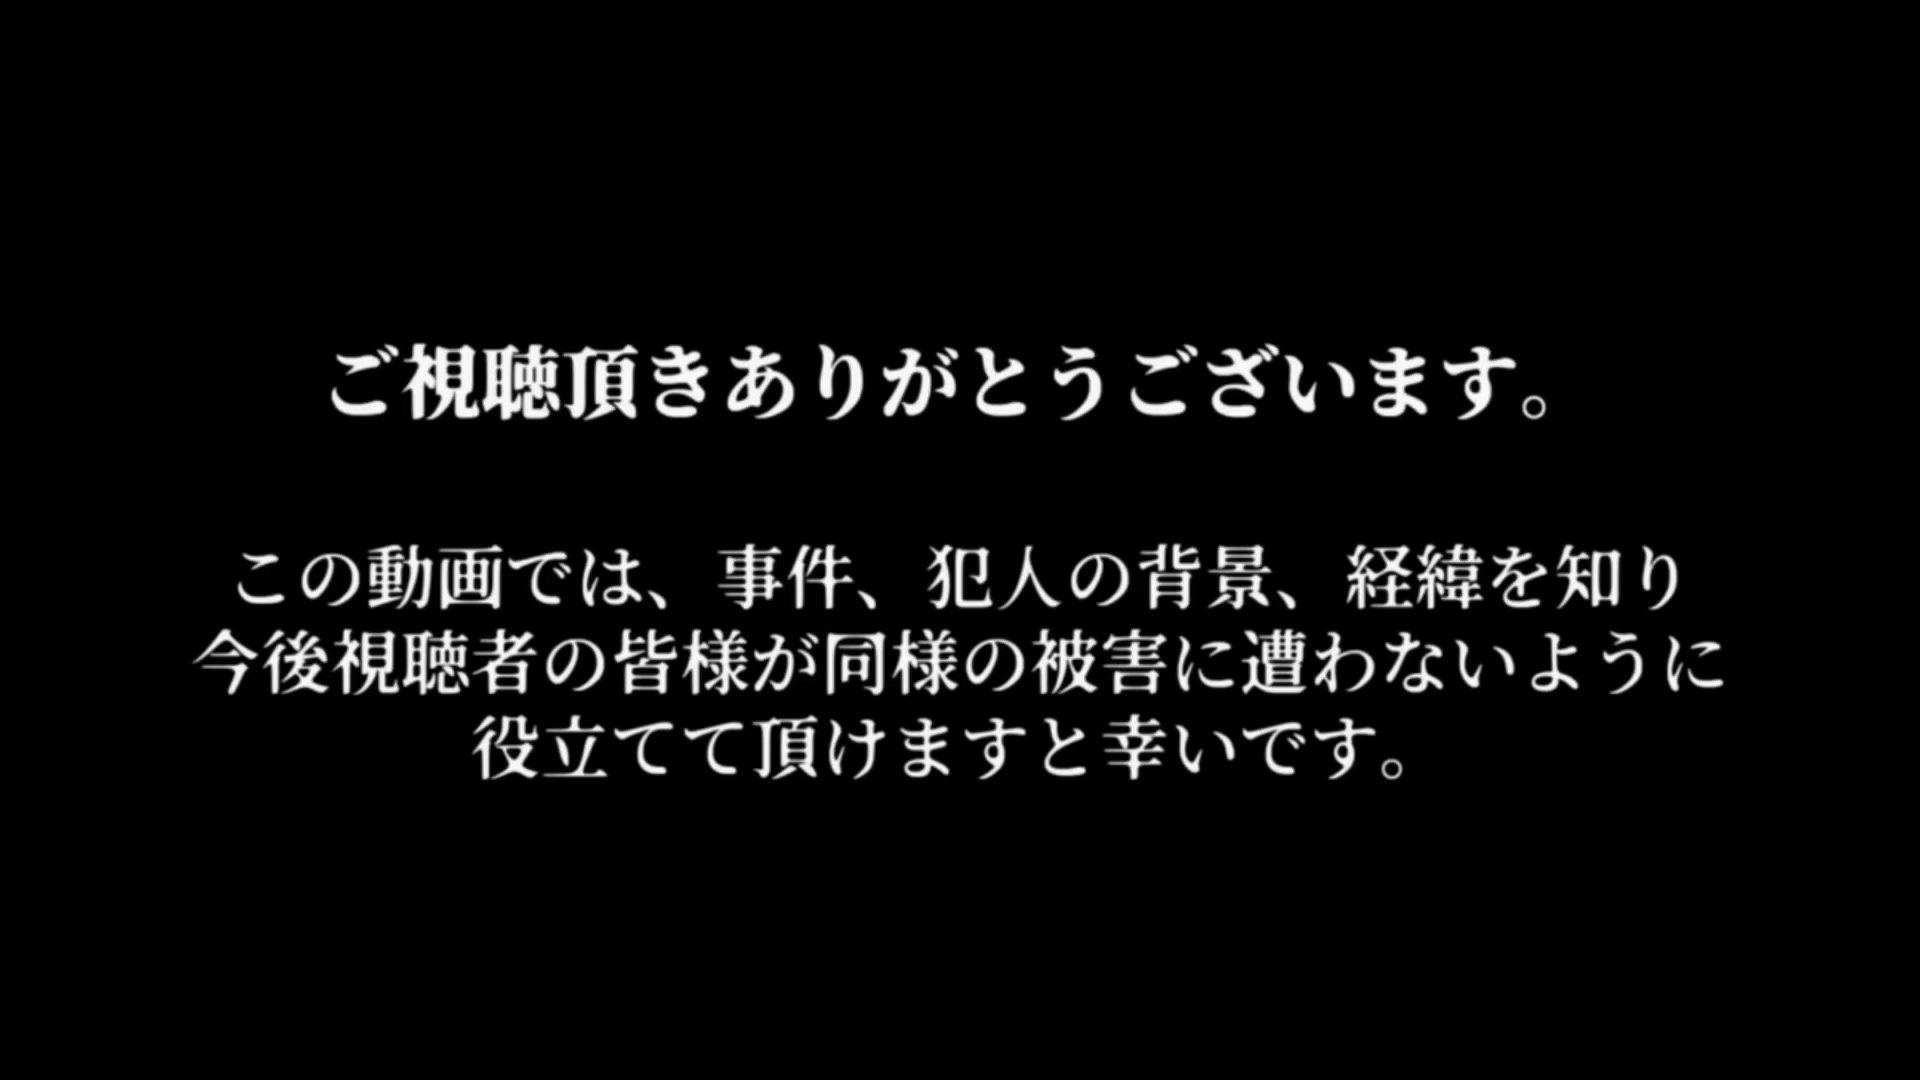 ご視聴頂きありがとうございます。
この動画では、事件、犯人の背景、経緯を知り
今後視聴者の皆様が同様の被害に遭わないように
役立てて頂けますと幸いです。